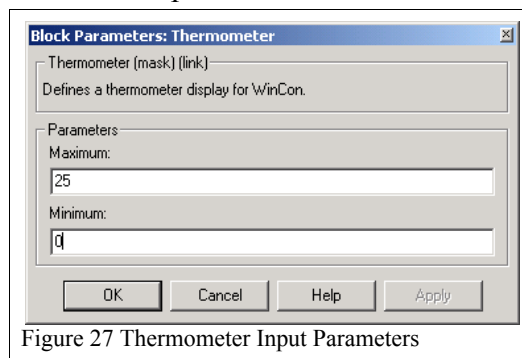 Block Parameters: Thermometer
Thermometer (mask) (link)
Defines a thermometer display for WinCon.
Parameters
Maximum:
25
Minimum:
0
OK Cancel Help Apply
Figure 27 Thermometer Input Parameters